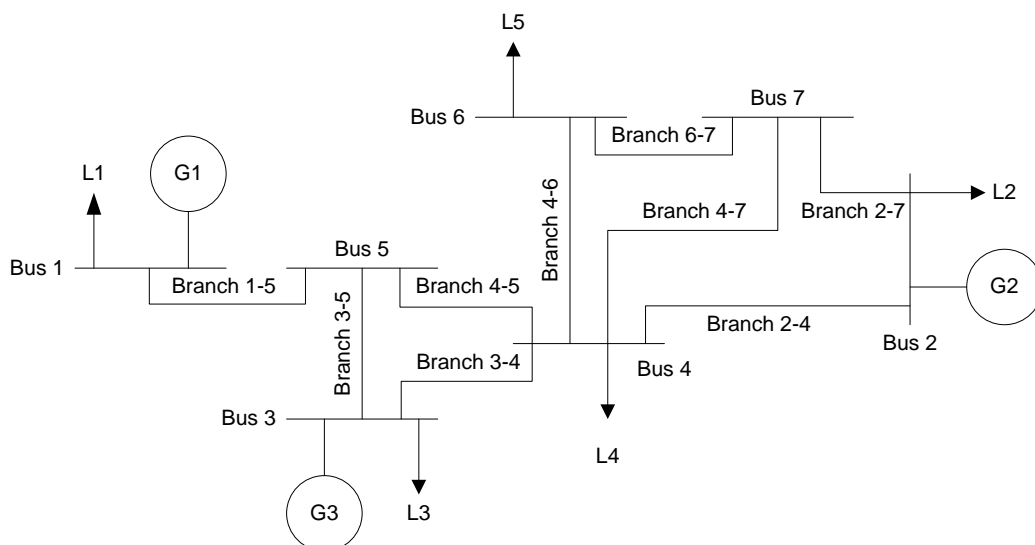 L5
Bus 6
Bus 7
Branch 6-7
L1
G1
Branch 4-6
Branch 4-7
Branch 2-7
L2
Bus 1
Bus 5
Branch 1-5
Branch 3-5
Branch 4-5
G2
Branch 2-4
Bus 2
Branch 3-4
Bus 4
Bus 3
L4
G3
L3